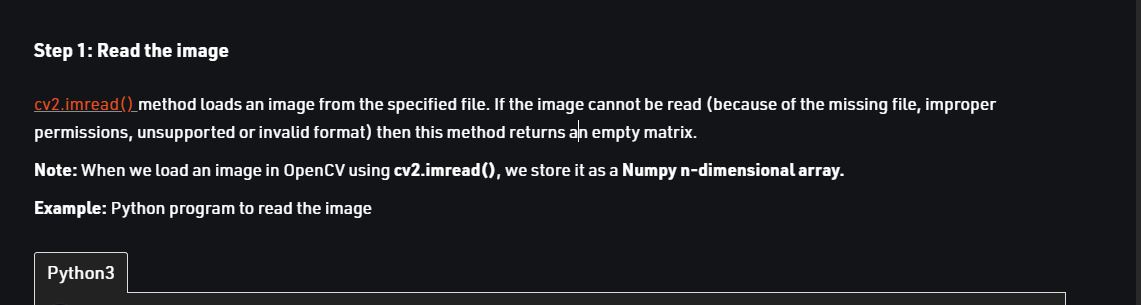 Step 1: Read the image
cv2.imread() method loads an image from the specified file. If the image cannot be read (because of the missing file, improper
permissions, unsupported or invalid format) then this method returns an empty matrix.
Note: When we load an image in OpenCV using cv2.imread(), we store it as a Numpy n-dimensional array.
Example: Python program to read the image
Python3